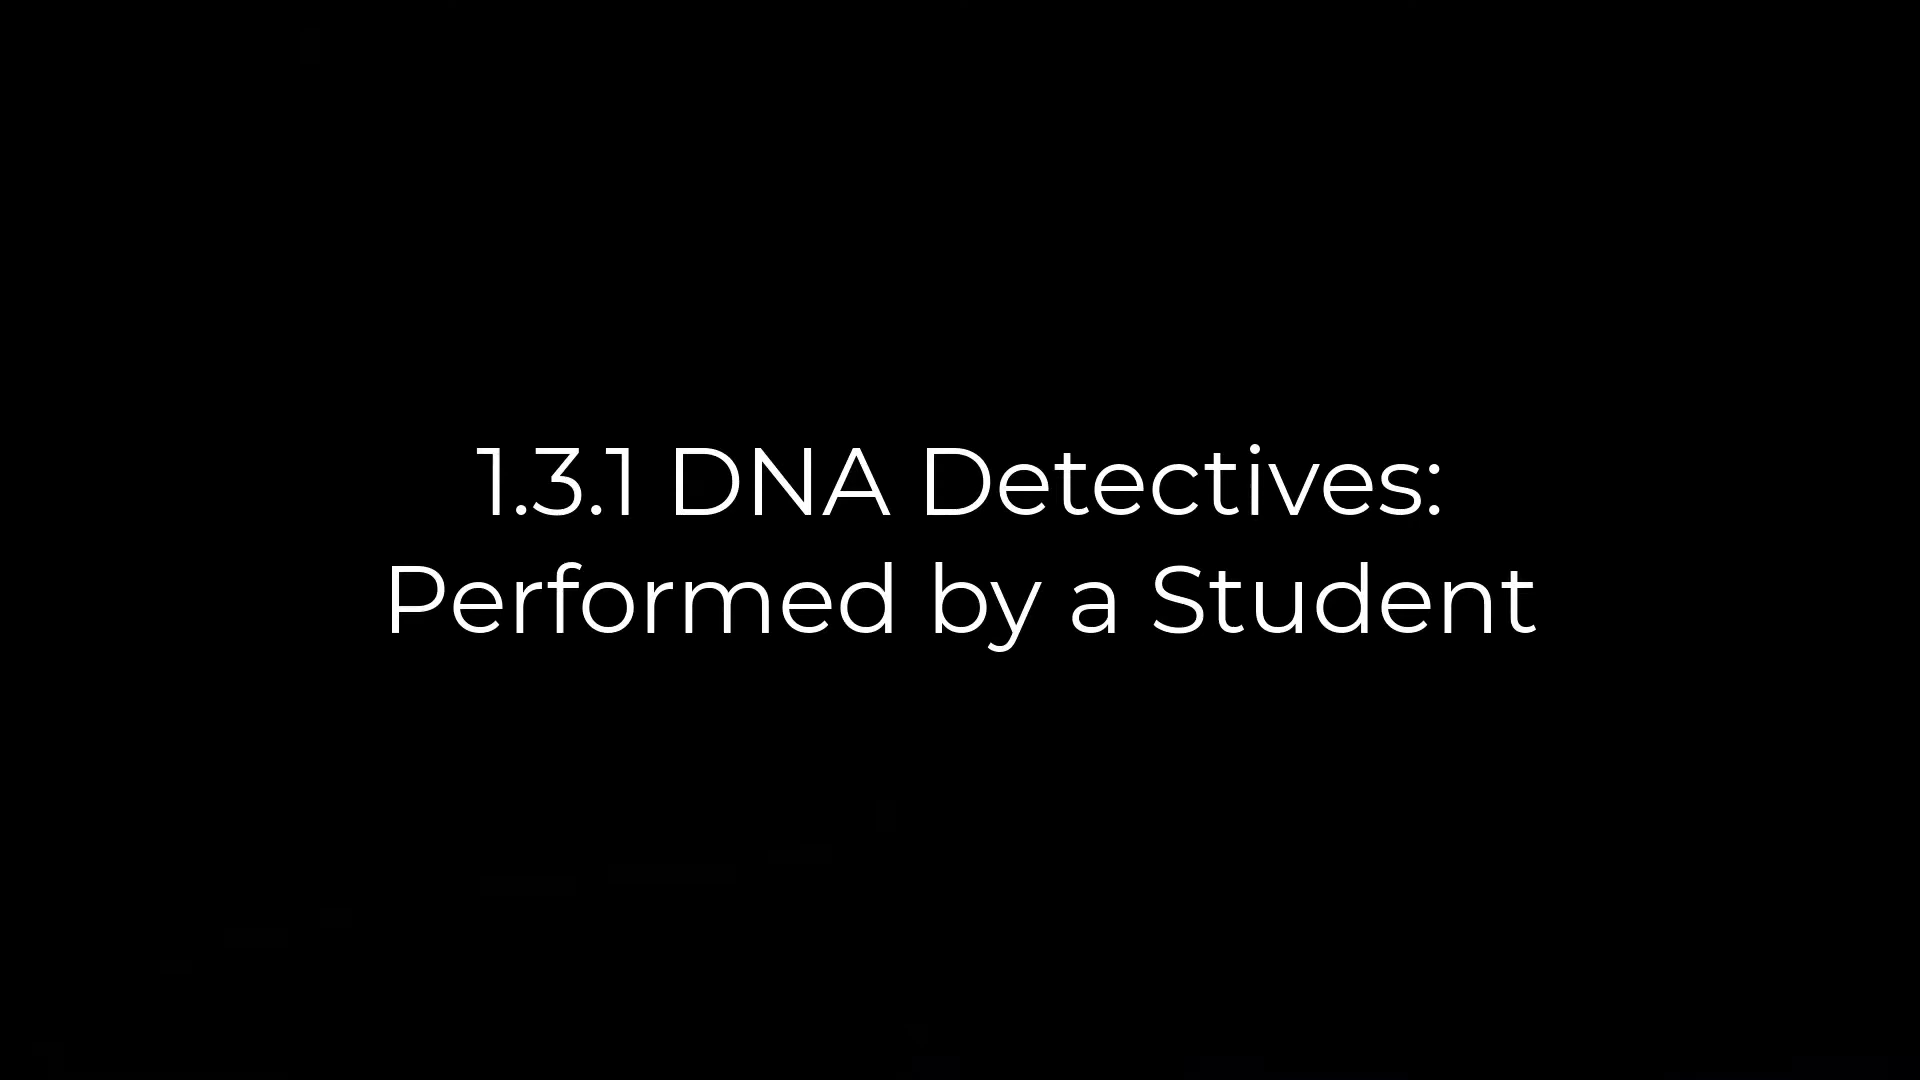 1.3.1 DNA Detectives:
Performed by a Student